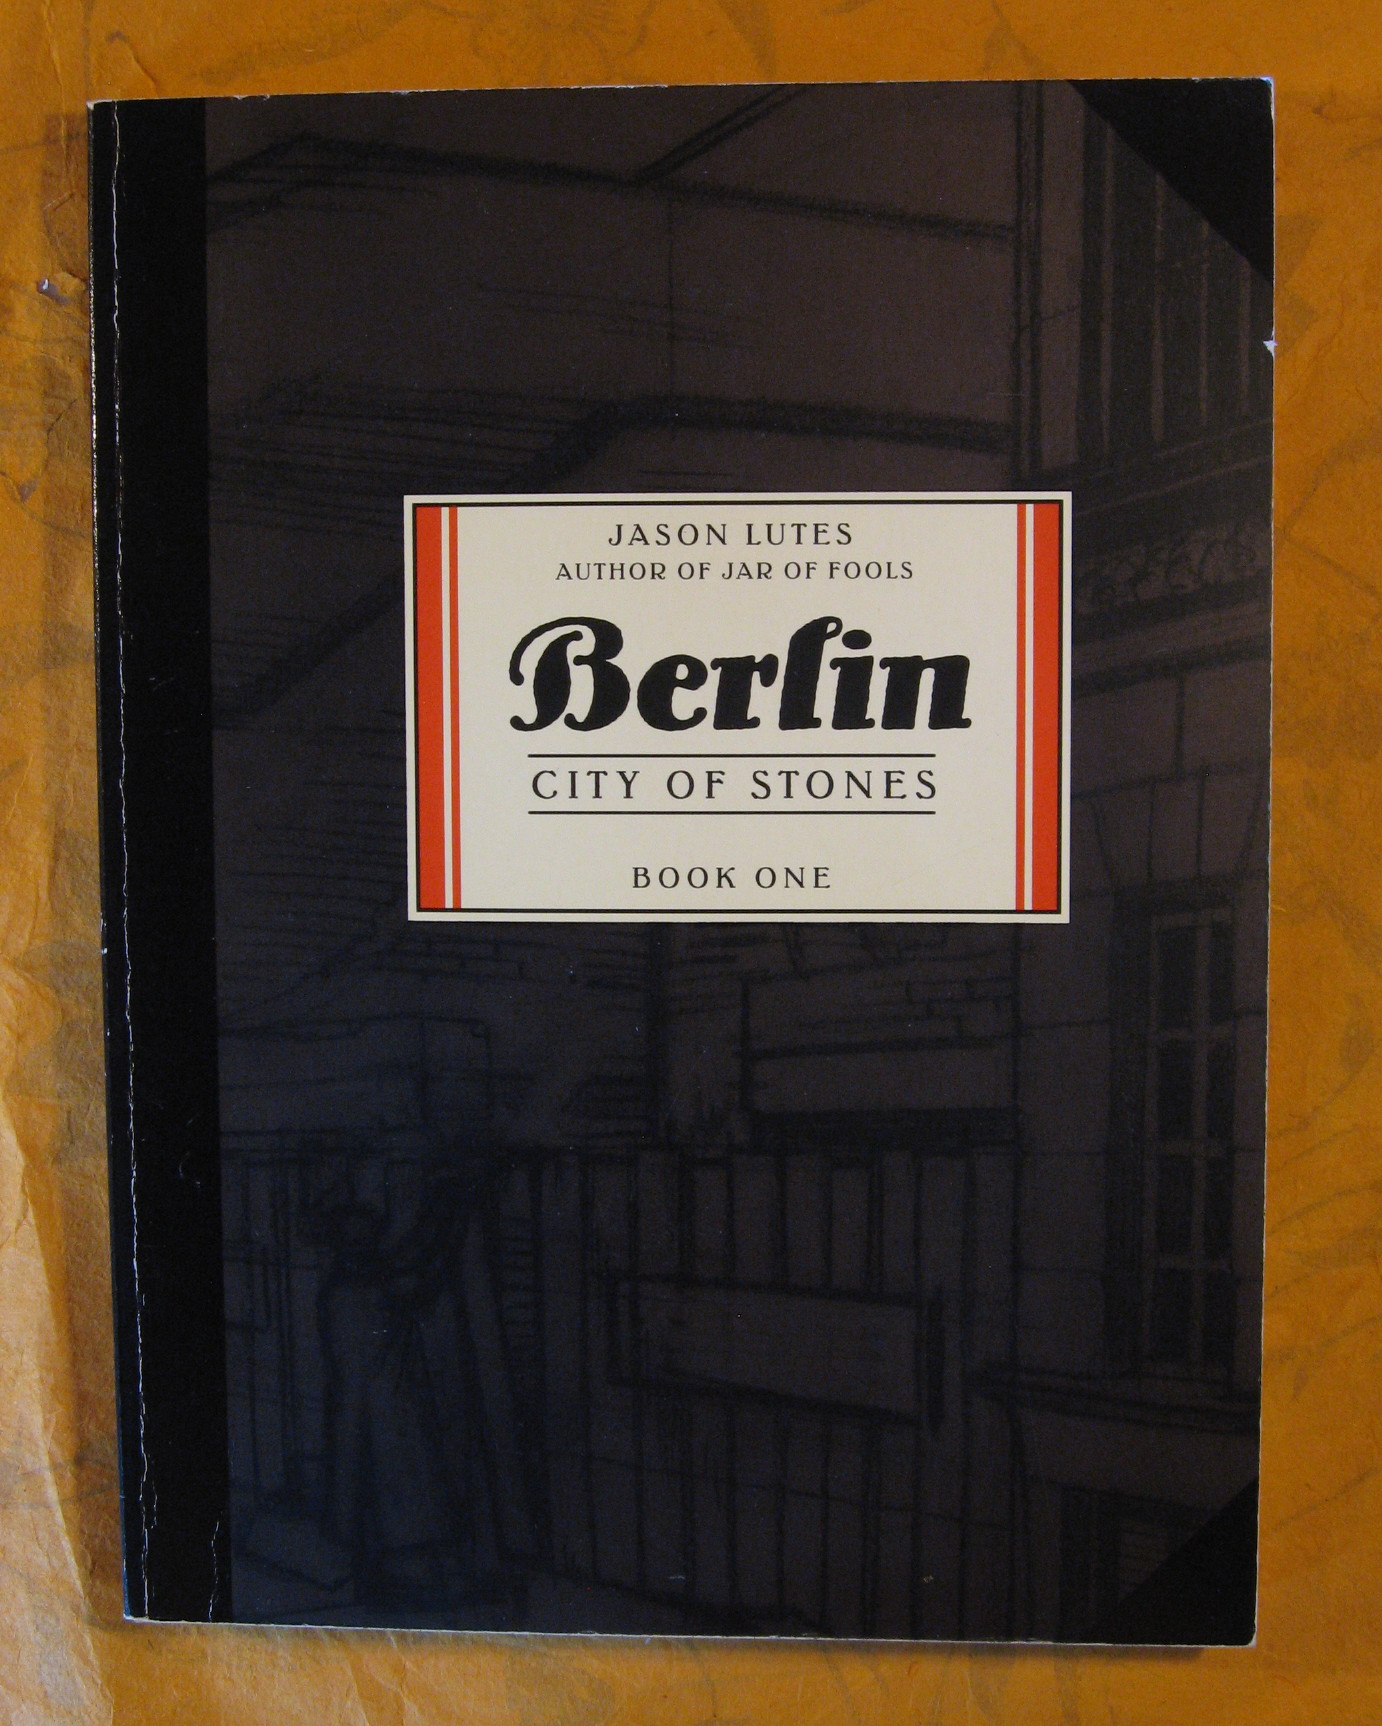 JASON LUTES
AUTHOR OF JAR OF FOOLS
Berlin
CITY OF STONES
BOOK ONE